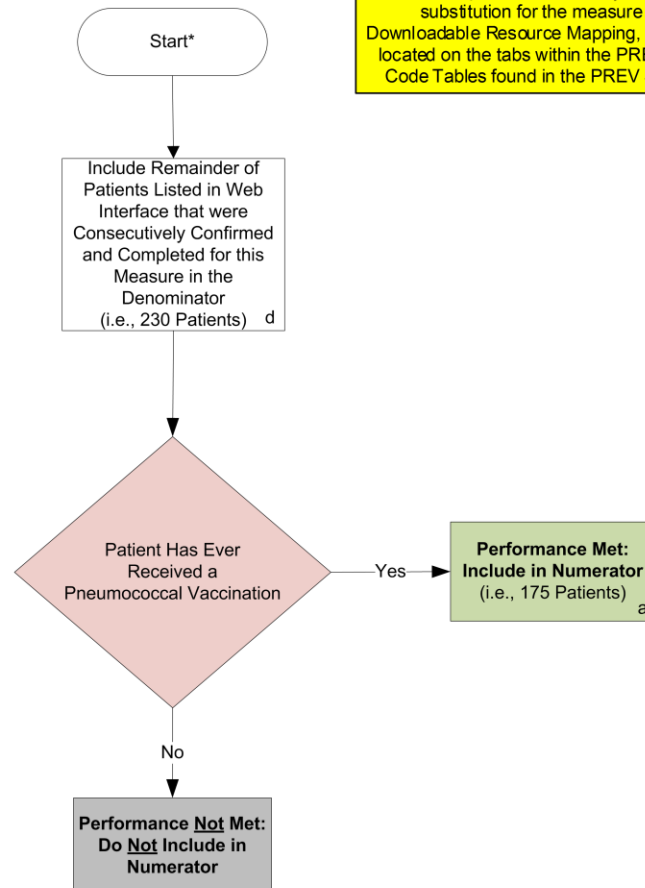 substitution for the measure
Downloadable Resource Mapping,
located on the tabs within the
Code Tables found in the PREV
Start*
Include Remainder of
Patients Listed in Web
Interface that were
Consecutively Confirmed
and Completed for this
Measure in the
Denominator
(i.e., 230 Patients) d
Patient Has Ever
Received a
Pneumococcal Vaccination
Yes
Performance Met:
Include in Numerator
(i.e., 175 Patients)
a
No
Performance Not Met:
Do Not Include in
Numerator